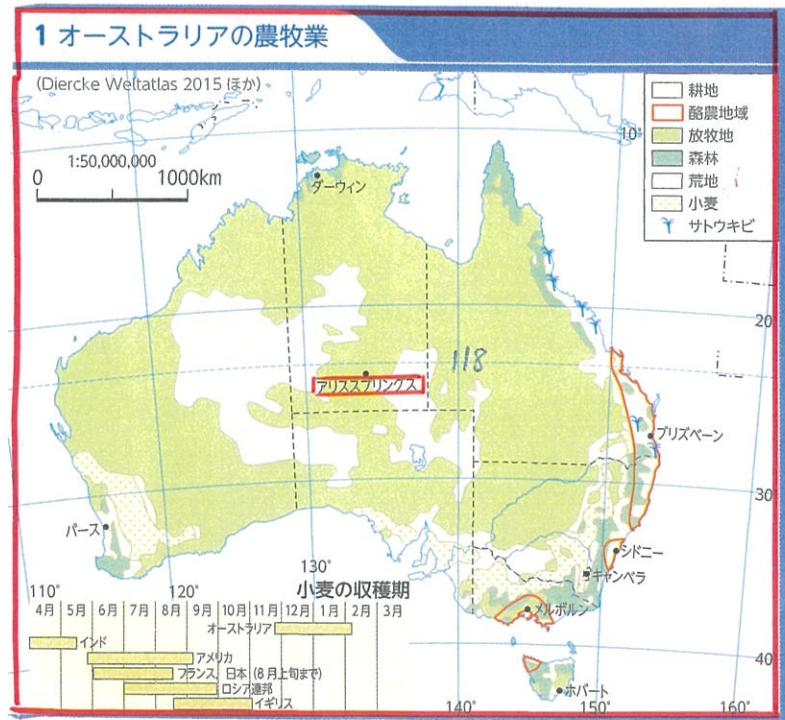 1 オーストラリアの農牧業
(Diercke Weltatlas 2015 ほか)
耕地
酪農地域
放牧地
森林
荒地
小麦
サトウキビ
1:50,000,000
0 1000km
10°
ダーウィン
20°
118
アリススプリングス
ブリズベーン
30°
パース
シドニー
キャンベラ
130°
110°
120°
小麦の収穫期
メルボルン
4月 5月 6月 7月 8月 9月 10月 11月 12月 1月 2月 3月
オーストラリア
インド
アメリカ
40°
フランス、日本(8月上旬まで)
ロシア連邦
ホバート
イギリス
140°
150°
160°